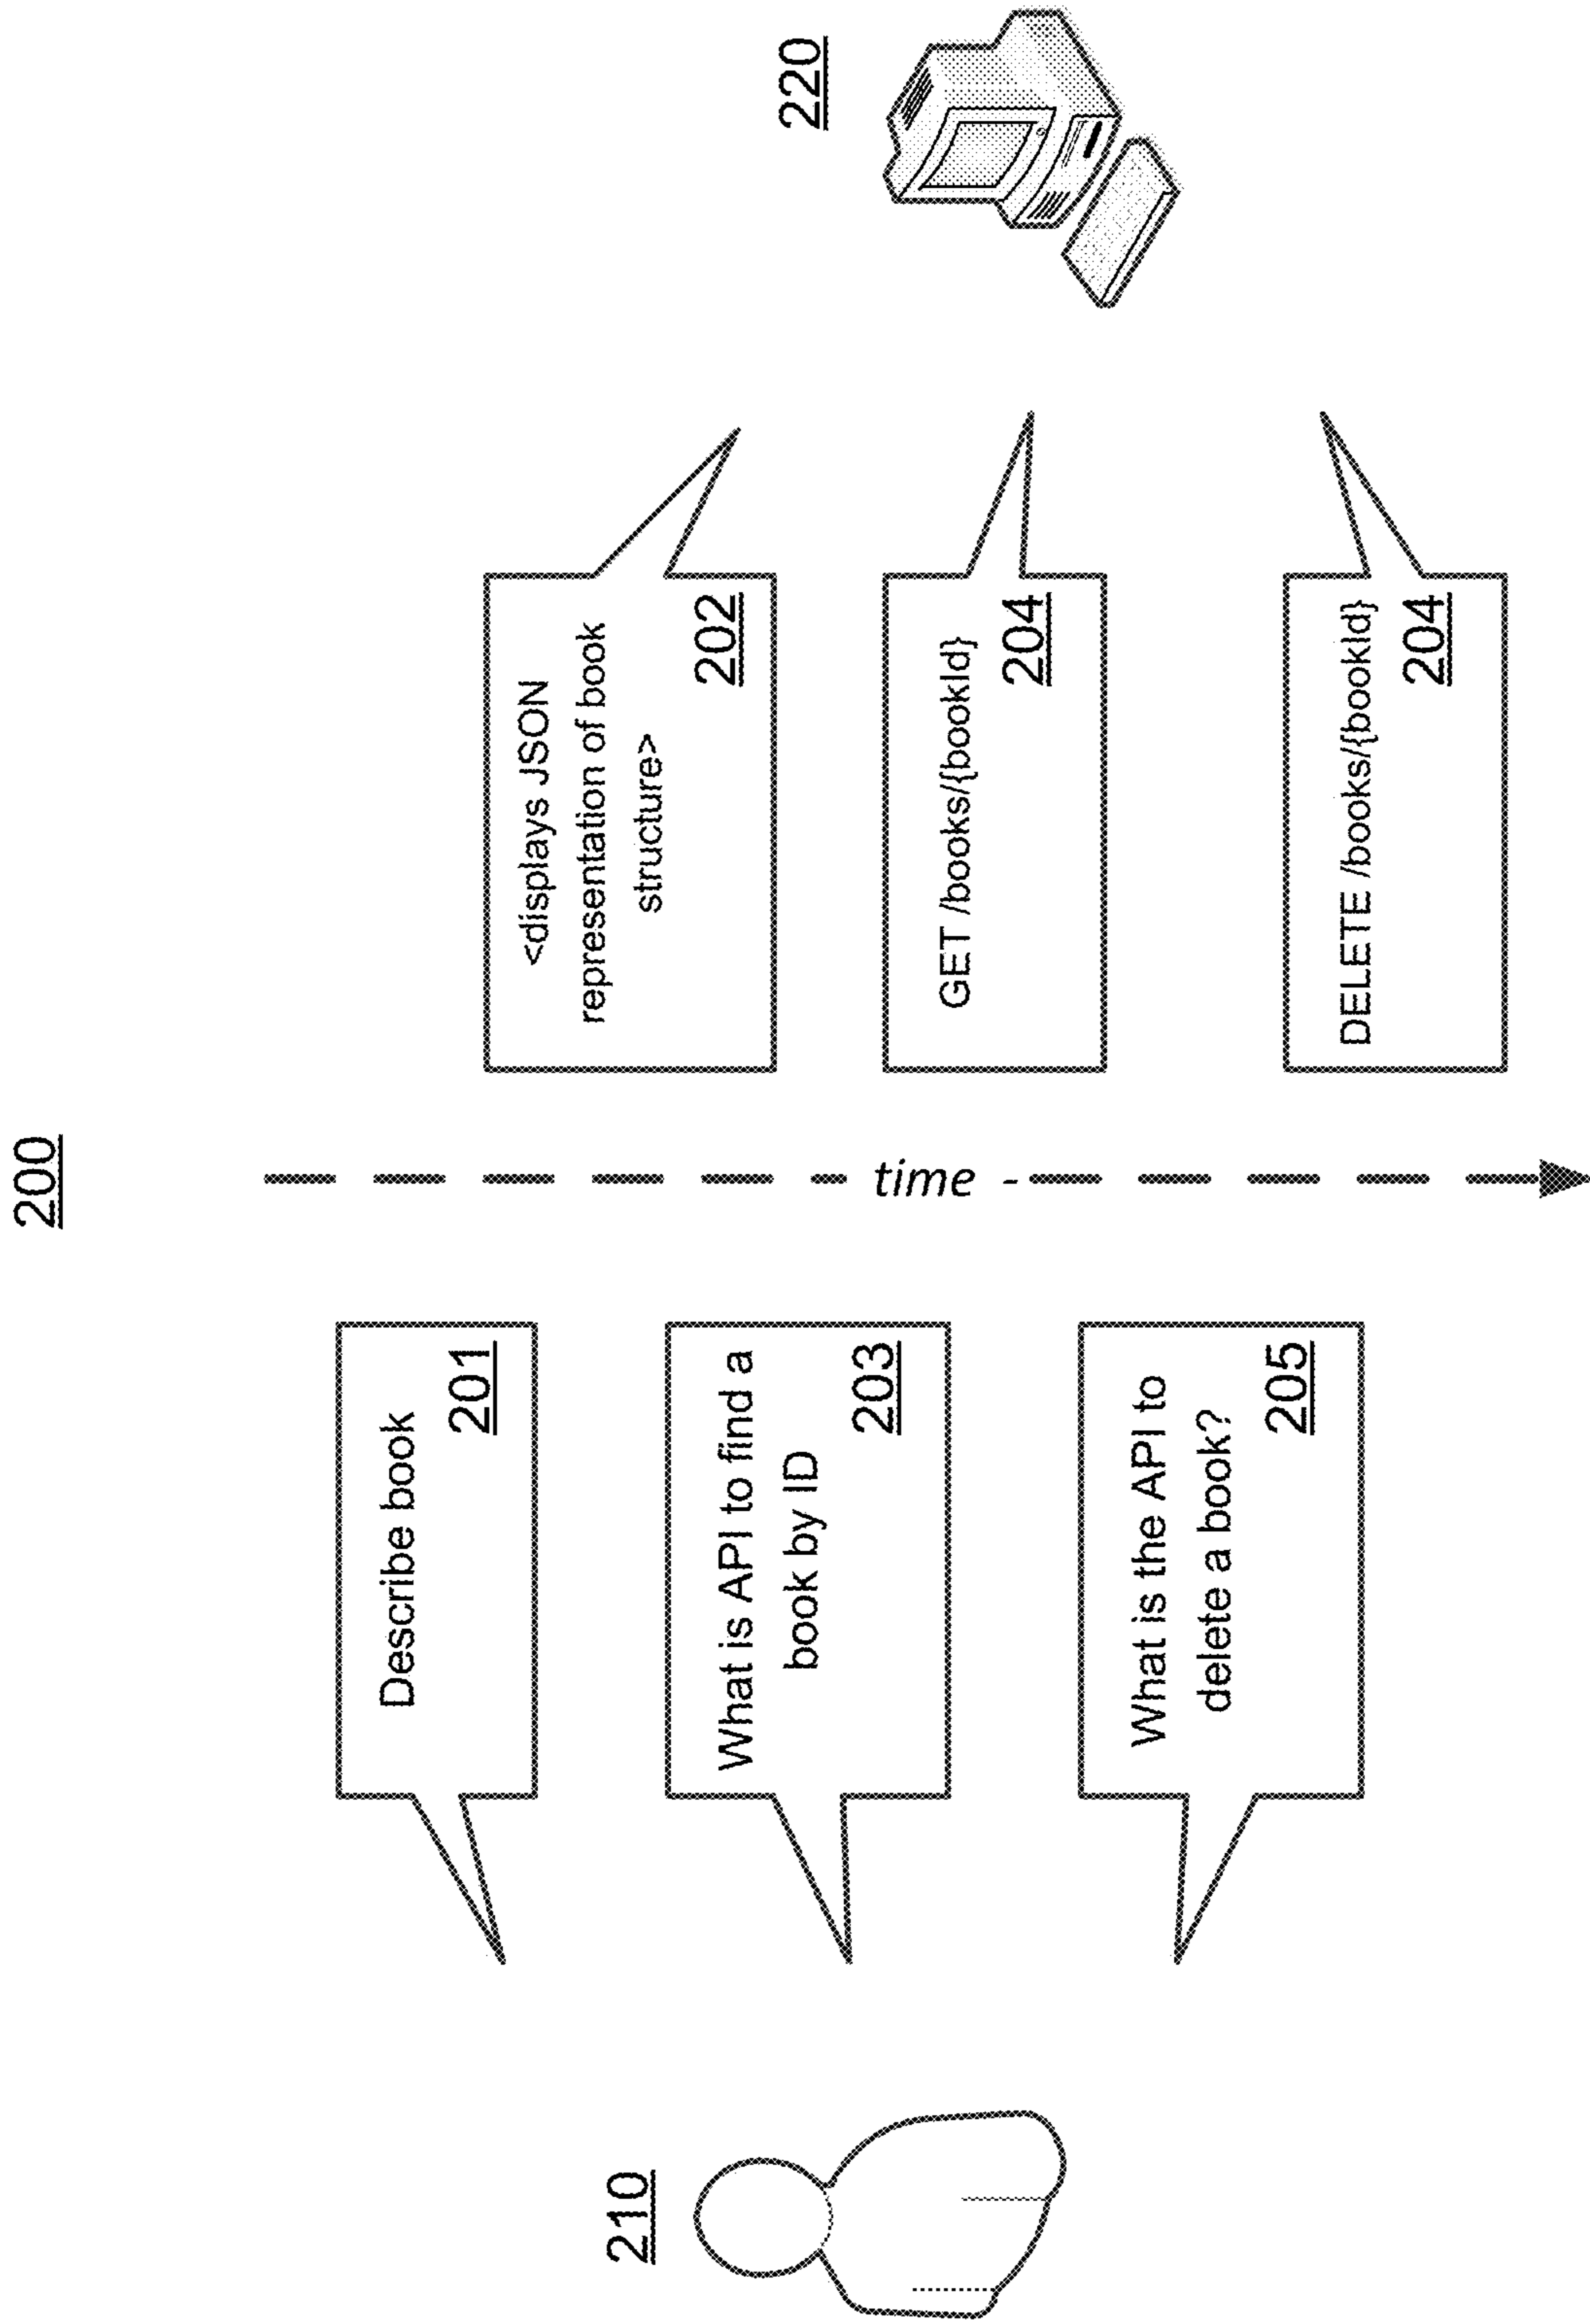 200
210
220
Describe book
201
<displays JSON
representation of book
structure>
202
What is API to find a
book by ID
203
GET /books/{bookId}
204
time
What is the API to
delete a book?
205
DELETE /books/{bookId}
204